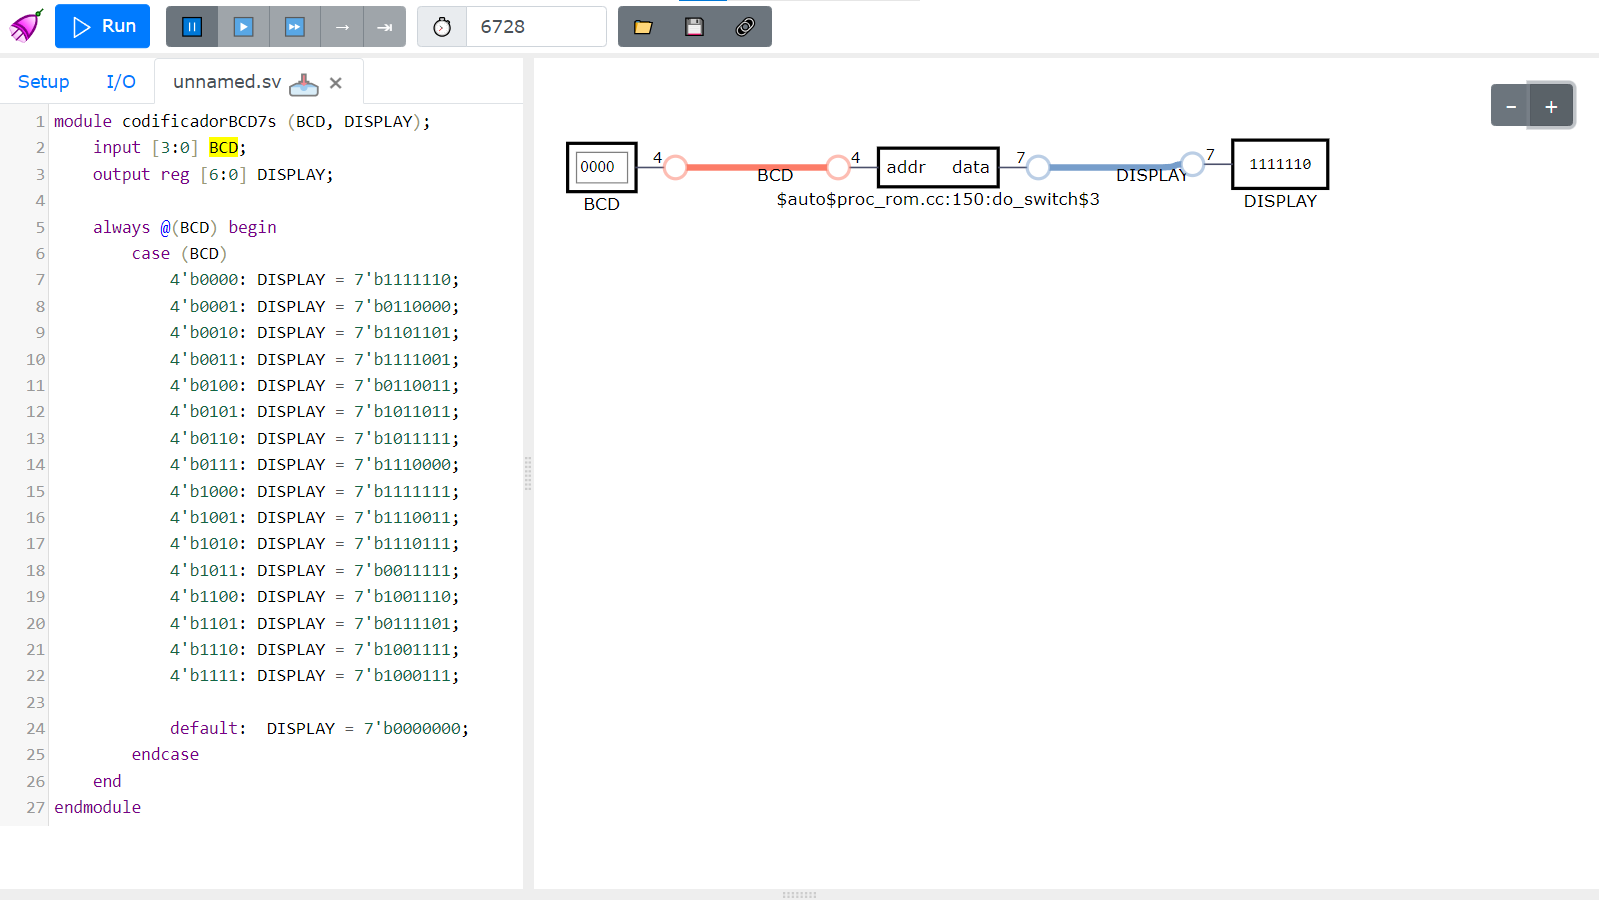 Run
6728
Setup I/O unnamed.sv
1 module codificadorBCD7s (BCD, DISPLAY);
2 input [3:0] BCD;
3 output reg [6:0] DISPLAY;
4
5 always @(BCD) begin
6 case (BCD)
7 4'b0000: DISPLAY = 7'b1111110;
8 4'b0001: DISPLAY = 7'b0110000;
9 4'b0010: DISPLAY = 7'b1101101;
10 4'b0011: DISPLAY = 7'b1111001;
11 4'b0100: DISPLAY = 7'b0110011;
12 4'b0101: DISPLAY = 7'b1011011;
13 4'b0110: DISPLAY = 7'b1011111;
14 4'b0111: DISPLAY = 7'b1110000;
15 4'b1000: DISPLAY = 7'b1111111;
16 4'b1001: DISPLAY = 7'b1110011;
17 4'b1010: DISPLAY = 7'b1110111;
18 4'b1011: DISPLAY = 7'b0011111;
19 4'b1100: DISPLAY = 7'b1001110;
20 4'b1101: DISPLAY = 7'b0111101;
21 4'b1110: DISPLAY = 7'b1001111;
22 4'b1111: DISPLAY = 7'b1000111;
23
24 default: DISPLAY = 7'b0000000;
25 endcase
26 end
27 endmodule
0000 4 4 addr data 7 7 1111110
BCD BCD DISPLAY DISPLAY
$auto$proc_rom.cc:150:do_switch$3